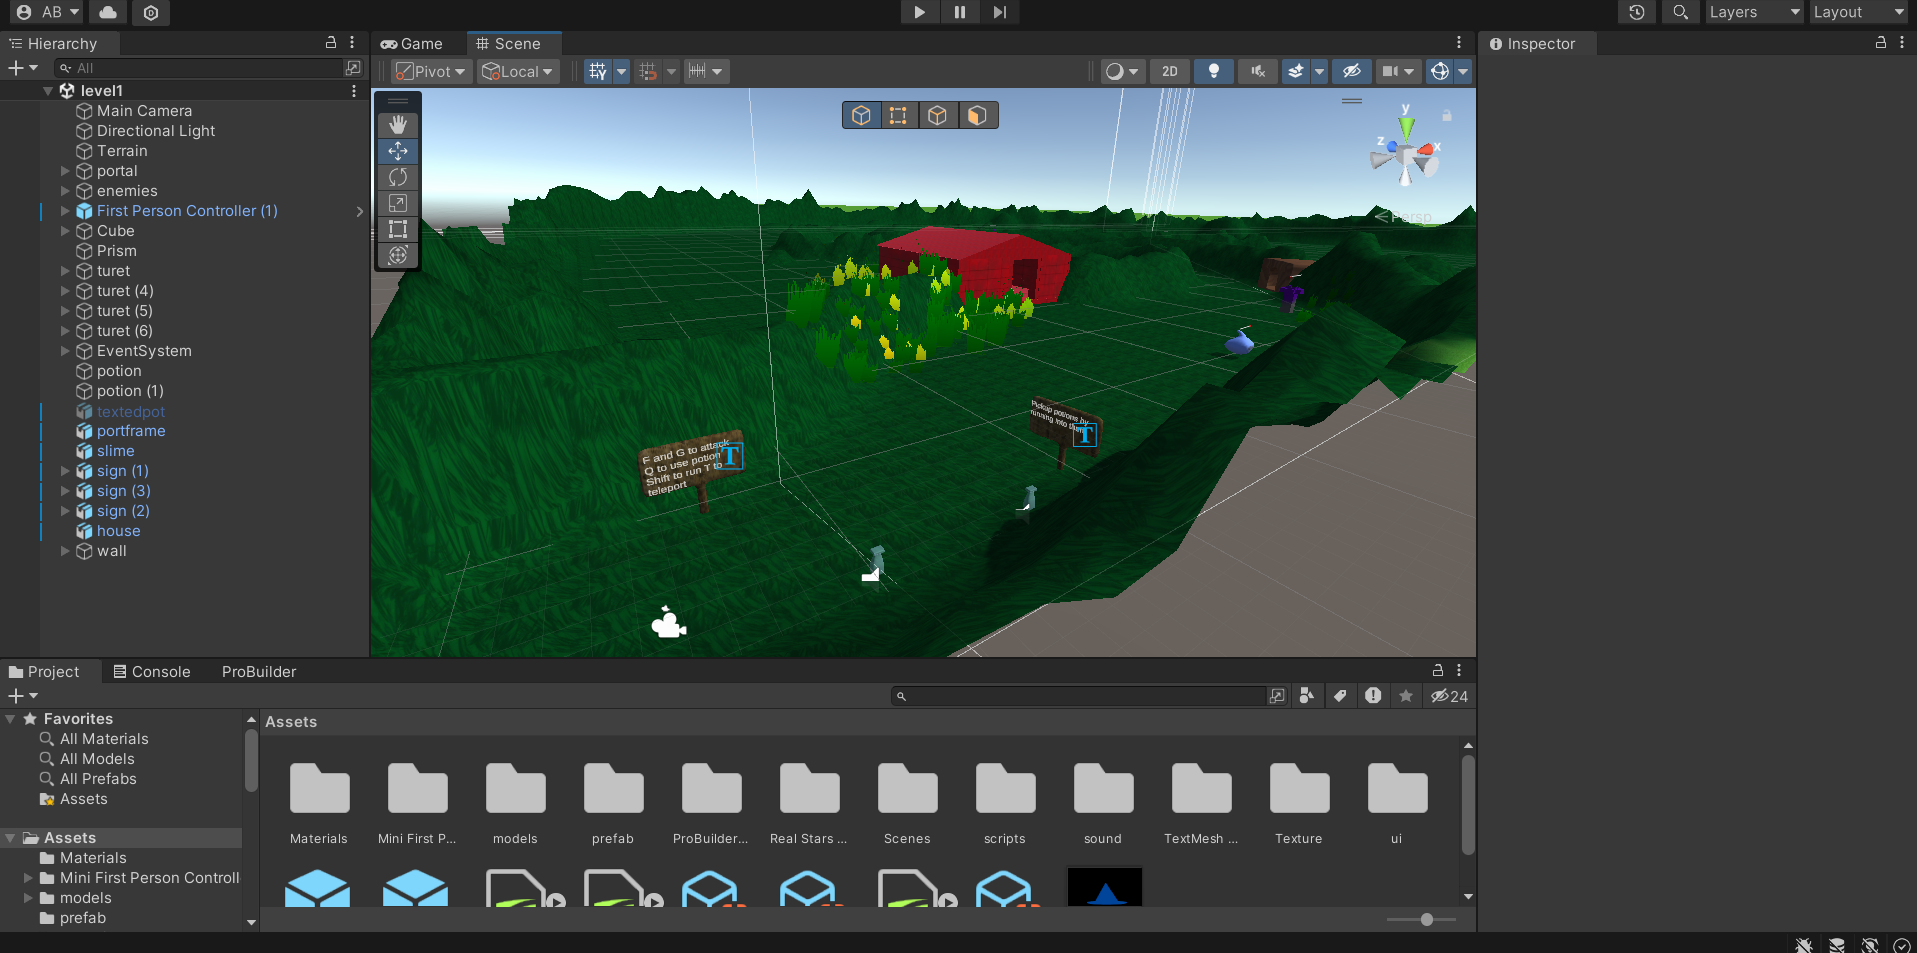 AB
Layers
Layout
Hierarchy
Game
Scene
Inspector
All
Pivot
Local
2D
level1
Main Camera
Directional Light
Terrain
portal
enemies
First Person Controller (1)
Cube
Prism
turet
turet (4)
turet (5)
turet (6)
EventSystem
potion
potion (1)
textedpot
portframe
slime
sign (1)
sign (3)
sign (2)
house
wall
y
z
x
Persp
F and G to attack
Q to use potion
Shift to run T to
teleport
T
Pickup potions by
running into them
T
Project
Console
ProBuilder
24
Favorites
All Materials
All Models
All Prefabs
Assets
Assets
Materials
Mini First Person Controll
models
prefab
Assets
Materials
Mini First P...
models
prefab
ProBuilder...
Real Stars ...
Scenes
scripts
sound
TextMesh ...
Texture
ui